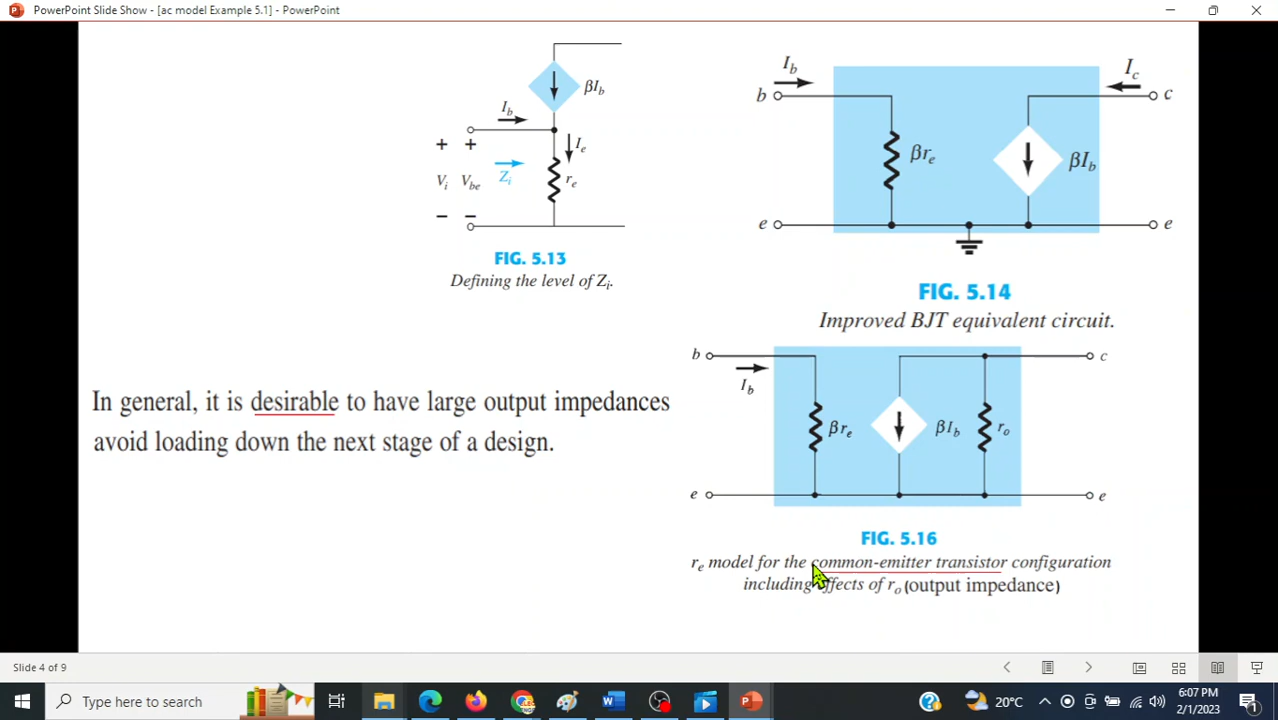 PowerPoint Slide Show - [ac model Example 5.1] - PowerPoint
βI_b
I_b
I_e
+ +
V_i V_be
Z_i
r_e
− −
FIG. 5.13
Defining the level of Z_i.
I_b
I_c
b
c
βr_e
βI_b
e
e
FIG. 5.14
Improved BJT equivalent circuit.
b
c
I_b
βr_e
βI_b
r_o
e
e
In general, it is desirable to have large output impedances
avoid loading down the next stage of a design.
FIG. 5.16
r_e model for the common-emitter transistor configuration
including effects of r_o (output impedance)
Slide 4 of 9
Type here to search
20°C
6:07 PM
2/1/2023
1